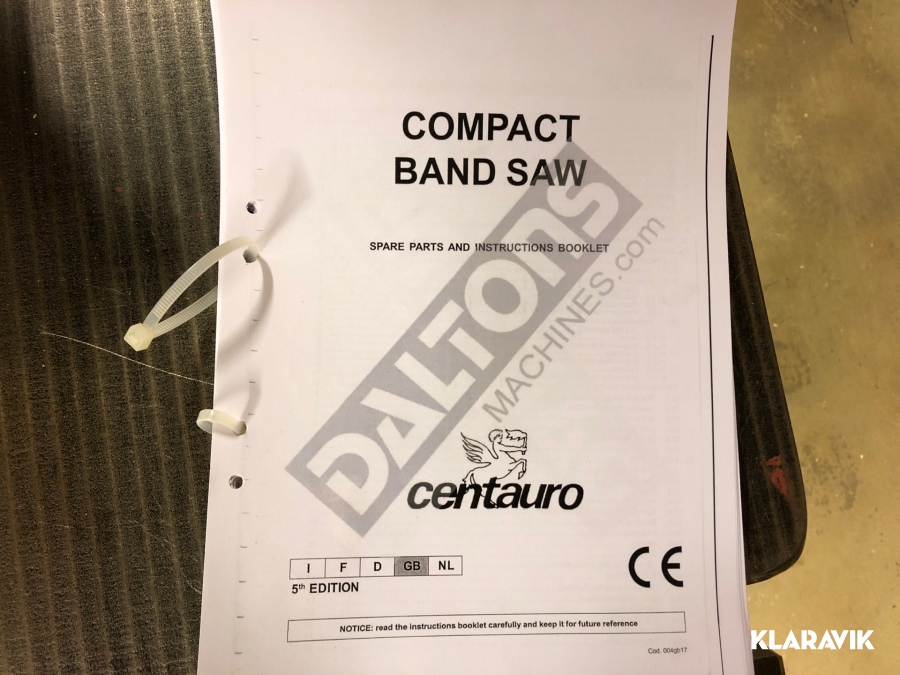 COMPACT
BAND SAW
SPARE PARTS AND INSTRUCTIONS BOOKLET
DALTONS
MACHINES.com
centauro
I F D GB NL
5th EDITION
CE
NOTICE: read the instructions booklet carefully and keep it for future reference
Cod. 004gb17
KLARAVIK